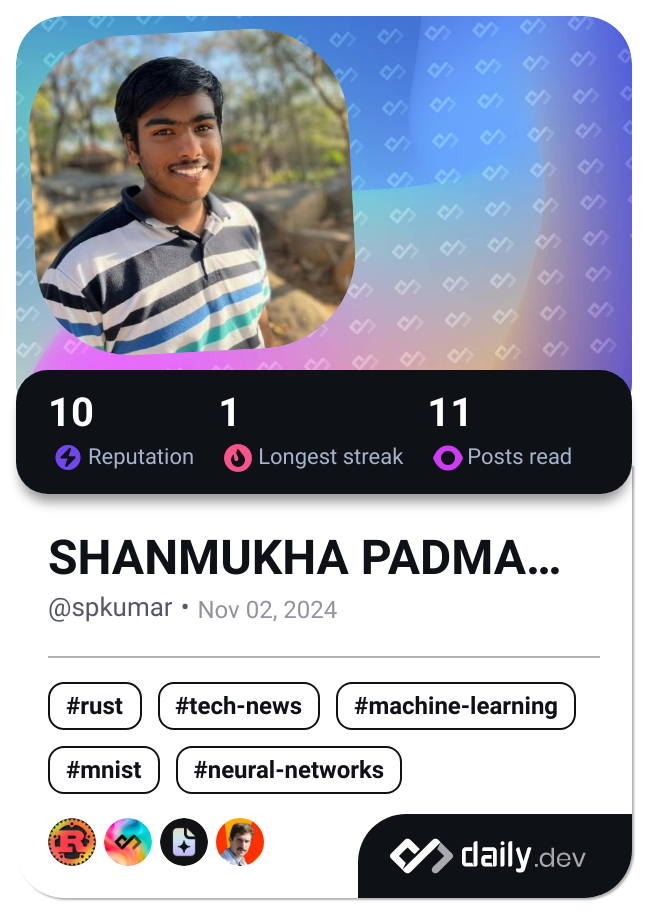 10 1 11
Reputation Longest streak Posts read
SHANMUKHA PADMA...
@spkumar • Nov 02, 2024
#rust #tech-news #machine-learning
#mnist #neural-networks
R
daily.dev